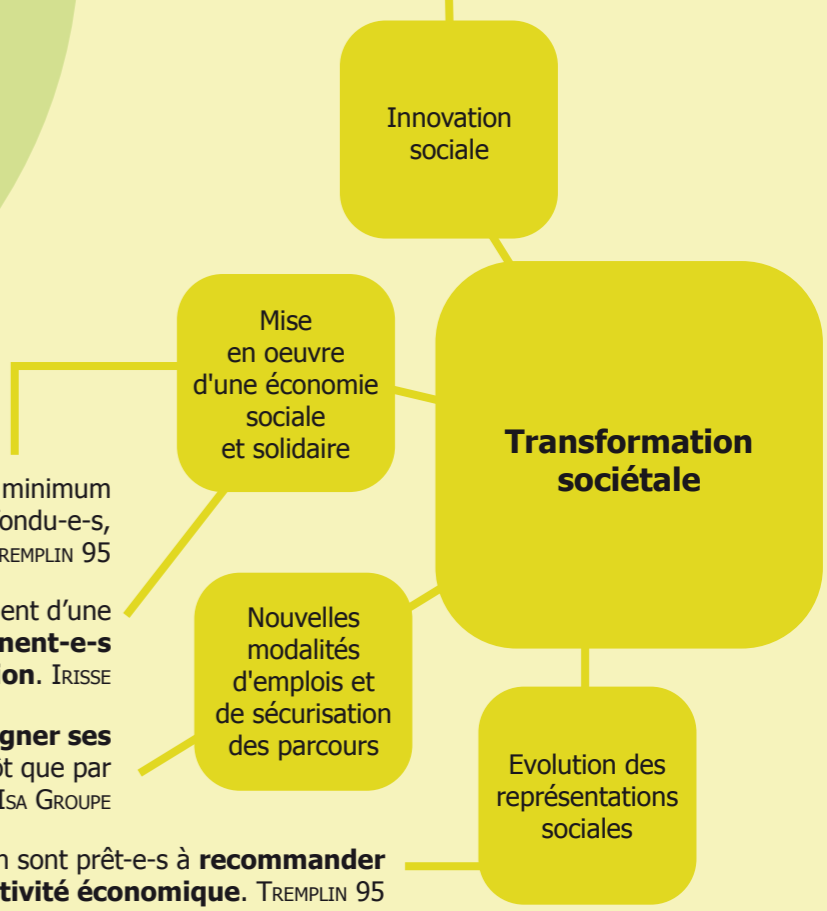 Innovation
sociale
Mise
en oeuvre
d'une économie
sociale
et solidaire
Transformation
sociétale
minimum
ondu-e-s,
REMPLIN 95
ent d’une
nent-e-s
ion. IRISSE
Nouvelles
modalités
d'emplois et
de sécurisation
des parcours
gner ses
ôt que par
ISA GROUPE
Evolution des
représentations
sociales
n sont prêt-e-s à recommander
tivité économique. TREMPLIN 95